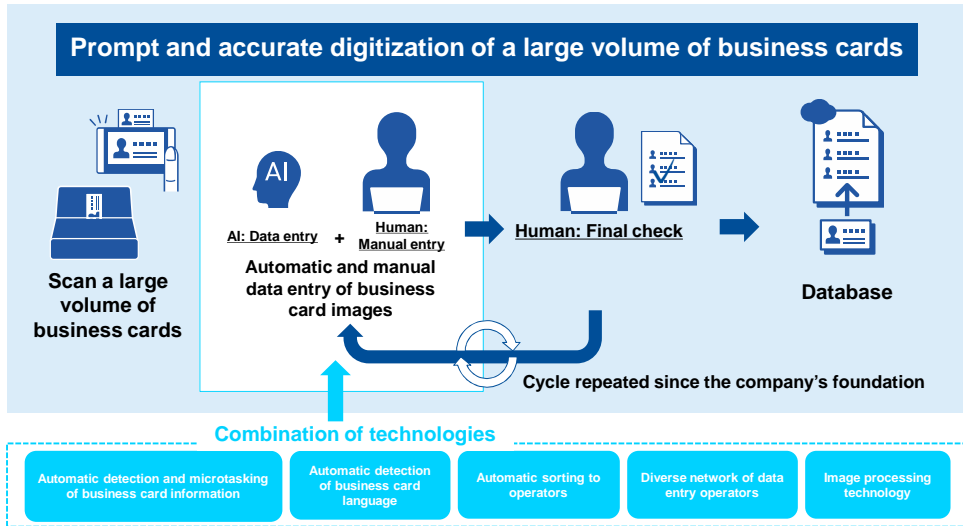 Prompt and accurate digitization of a large volume of business cards
AI
AI: Data entry
+
Human:
Manual entry
Human: Final check
Automatic and manual
data entry of business
card images
Scan a large
volume of
business cards
Database
Cycle repeated since the company’s foundation
Combination of technologies
Automatic detection and microtasking
of business card information
Automatic detection
of business card
language
Automatic sorting to
operators
Diverse network of data
entry operators
Image processing
technology